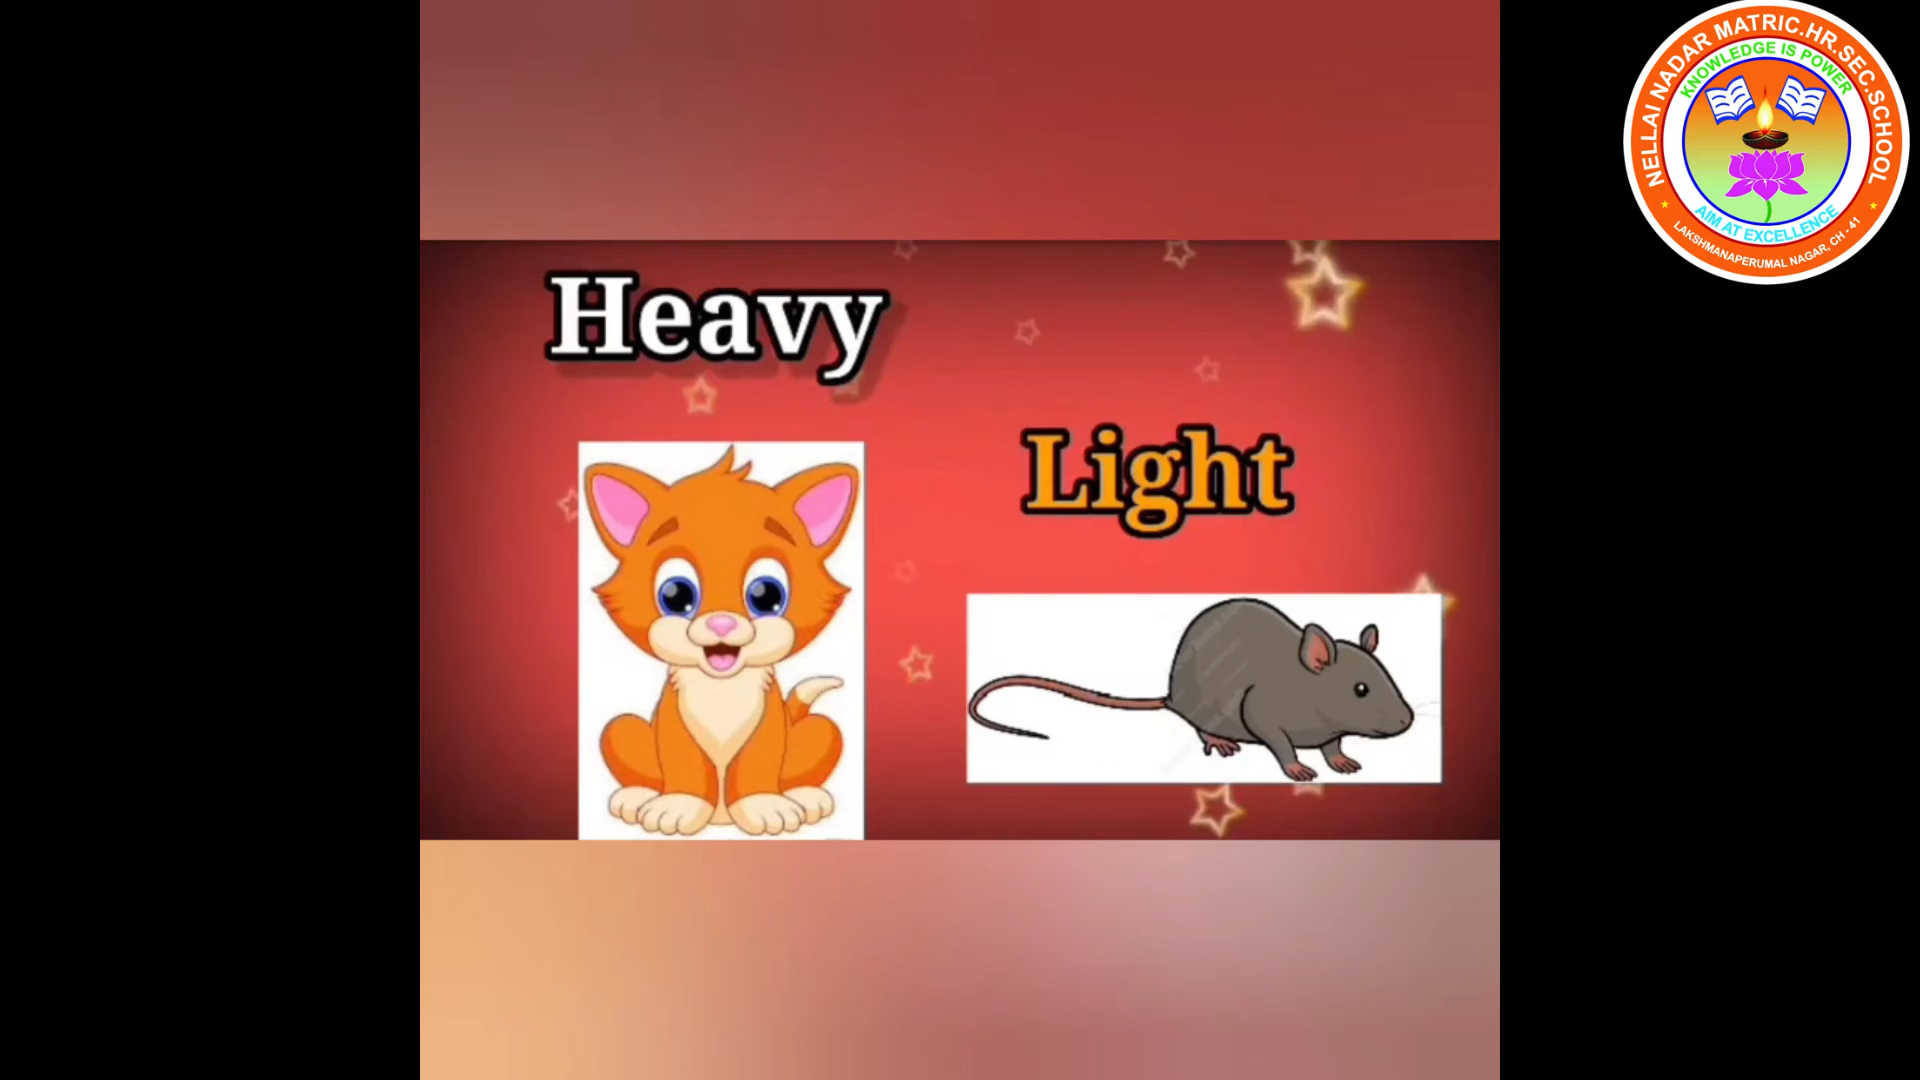 Heavy
Light
NELLAI NADAR MATRIC.HR.SEC.SCHOOL
KNOWLEDGE IS POWER
AIM AT EXCELLENCE
LAKSHMANAPERUMAL NAGAR, CH - 41